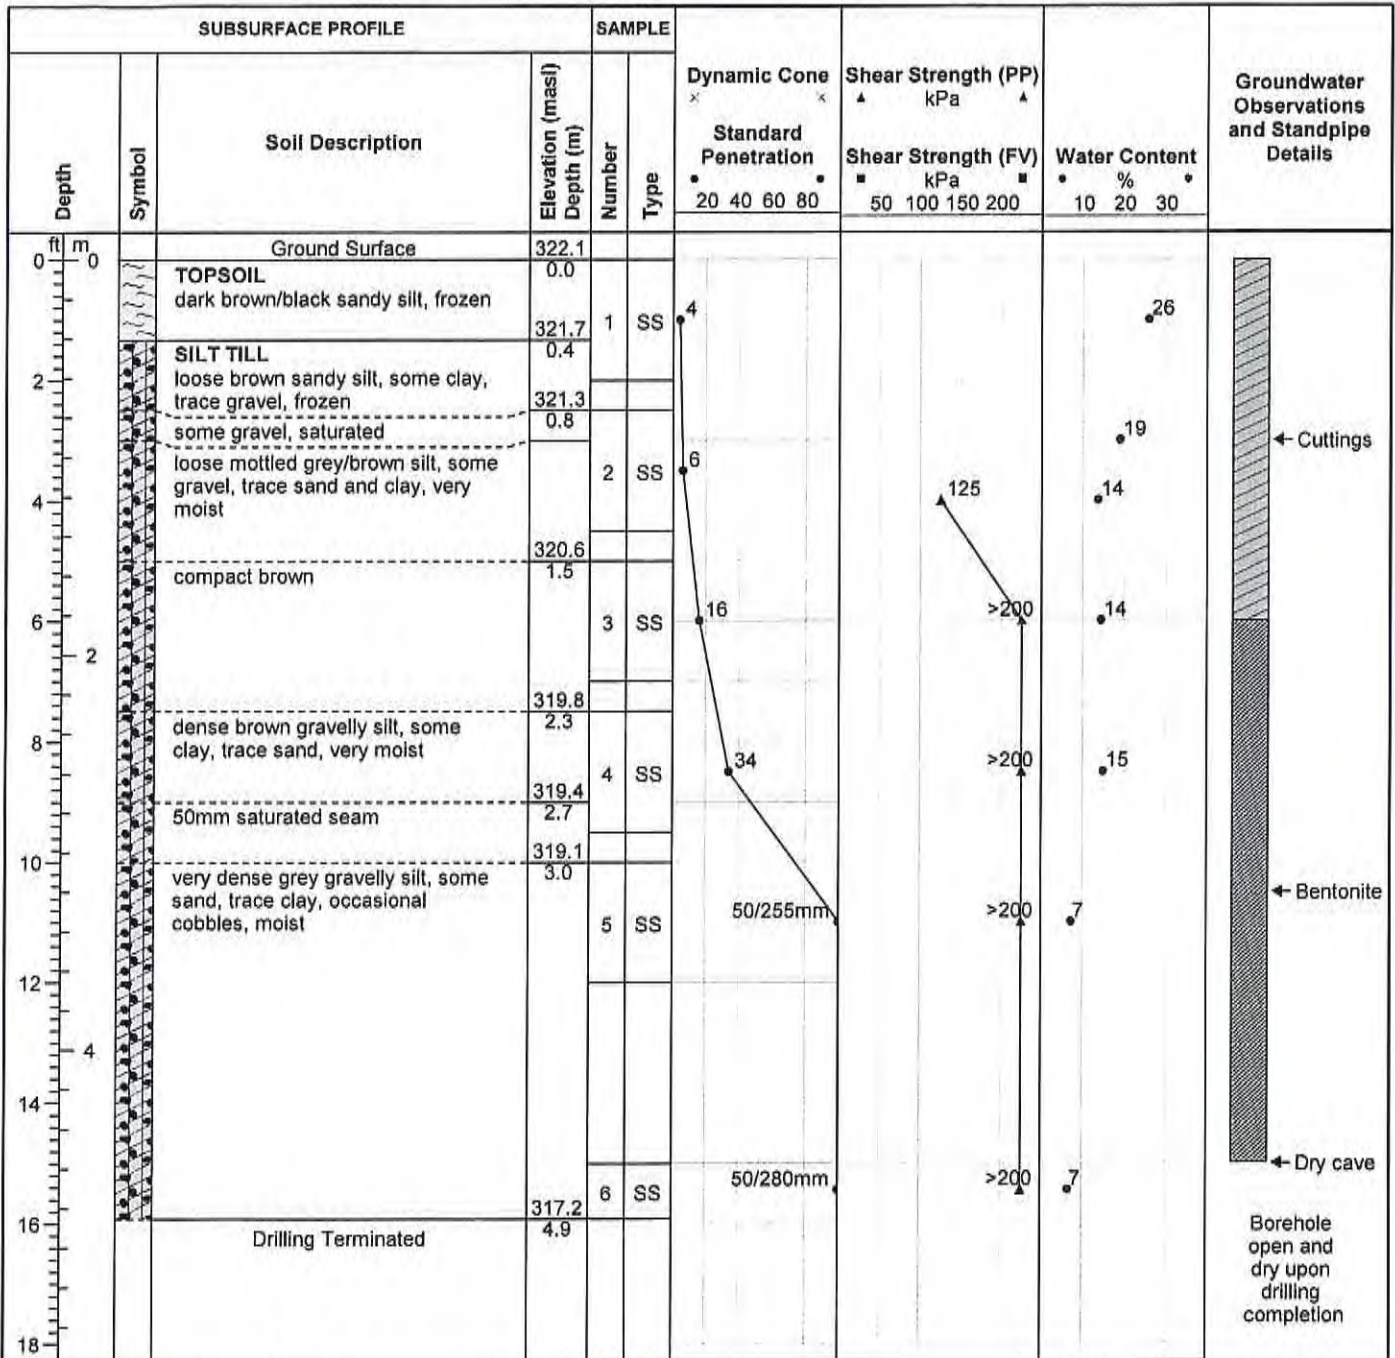 SUBSURFACE PROFILE
SAMPLE
Depth
Symbol
Soil Description
Elevation (masl)
Depth (m)
Number
Type
Dynamic Cone
Standard
Penetration
20 40 60 80
Shear Strength (PP)
kPa
Shear Strength (FV)
kPa
50 100 150 200
Water Content
%
10 20 30
Groundwater
Observations
and Standpipe
Details
ft m
0 0
2
4
6
2
8
10
12
4
14
16
18
Ground Surface
322.1
0.0
TOPSOIL
dark brown/black sandy silt, frozen
321.7
0.4
SILT TILL
loose brown sandy silt, some clay,
trace gravel, frozen
321.3
0.8
some gravel, saturated
loose mottled grey/brown silt, some
gravel, trace sand and clay, very
moist
320.6
1.5
compact brown
319.8
2.3
dense brown gravelly silt, some
clay, trace sand, very moist
319.4
2.7
50mm saturated seam
319.1
3.0
very dense grey gravelly silt, some
sand, trace clay, occasional
cobbles, moist
317.2
4.9
Drilling Terminated
1 SS
2 SS
3 SS
4 SS
5 SS
6 SS
4
6
16
34
50/255mm
50/280mm
125
>200
>200
>200
>200
26
19
14
14
15
7
7
Cuttings
Bentonite
Dry cave
Borehole
open and
dry upon
drilling
completion